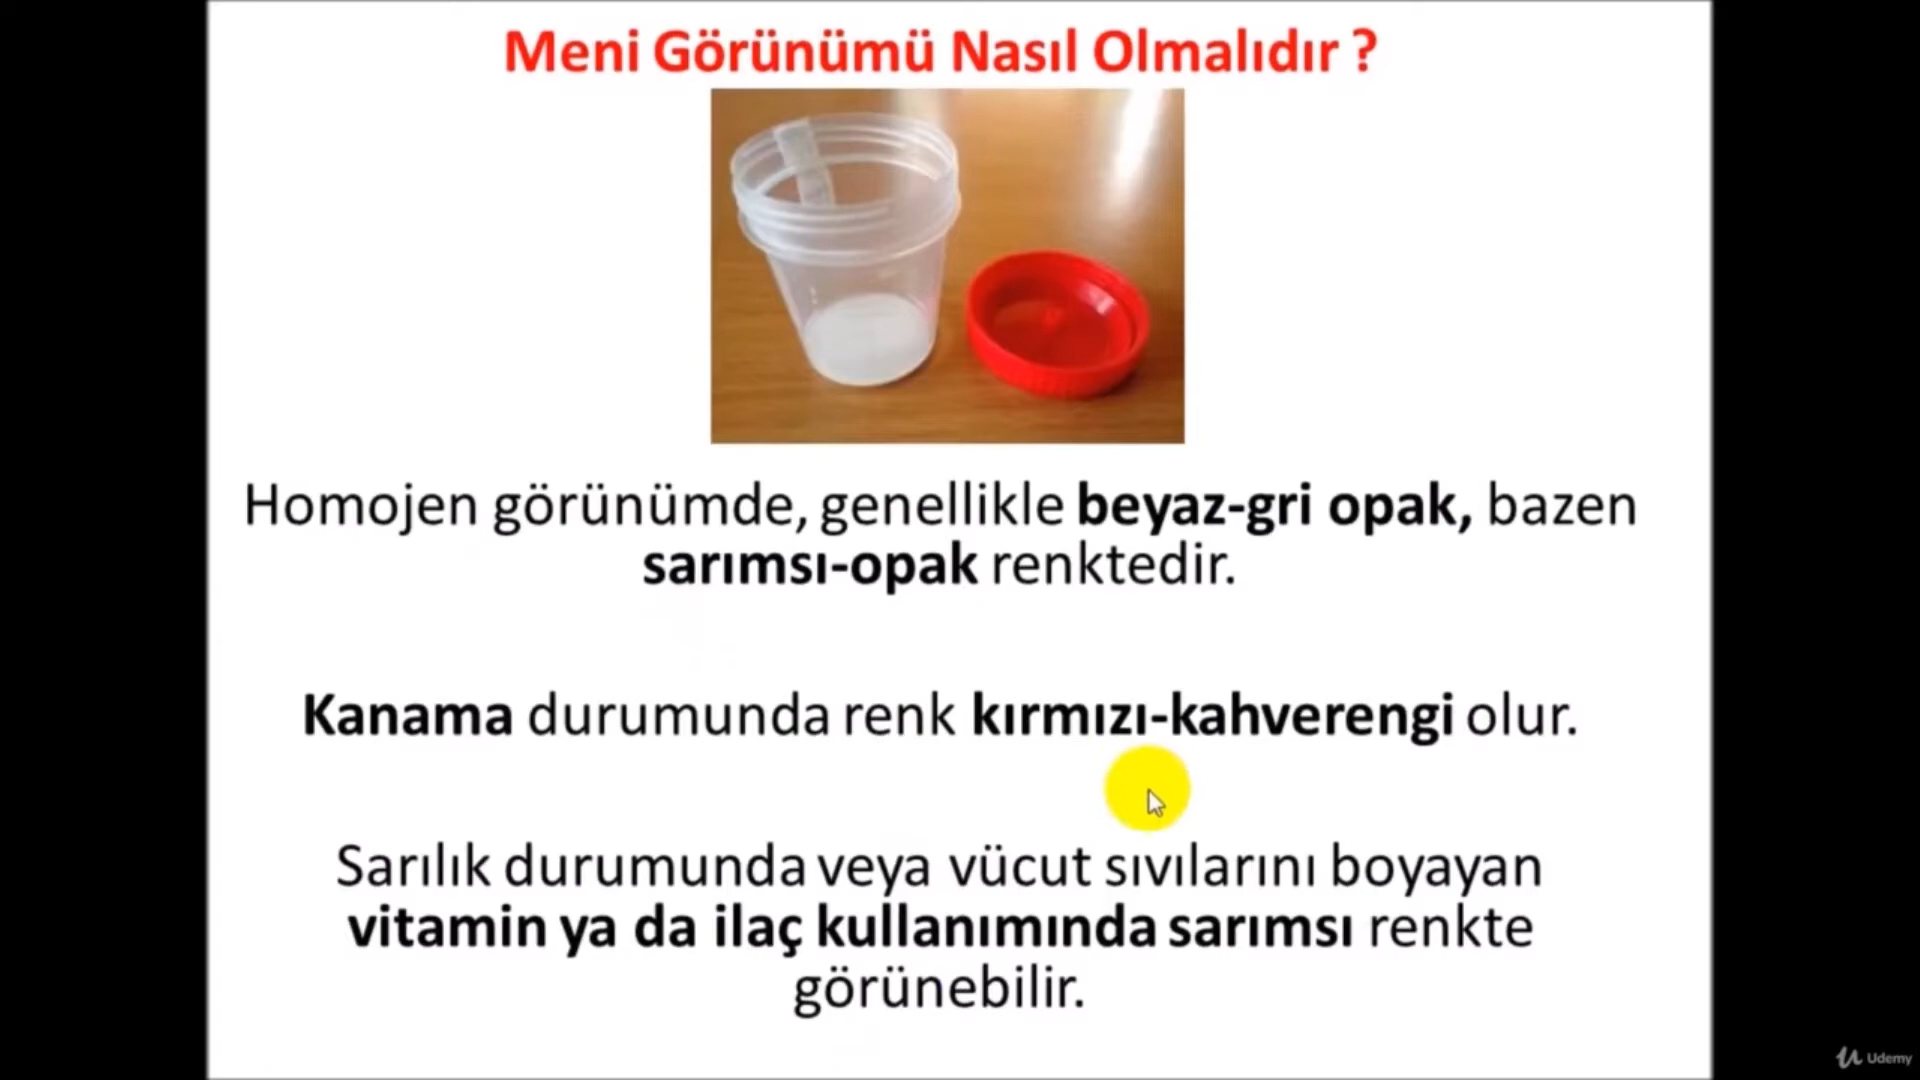 Meni Görünümü Nasıl Olmalıdır ?
Homojen görünümde, genellikle beyaz-gri opak, bazen
sarımsı-opak renktedir.
Kanama durumunda renk kırmızı-kahverengi olur.
Sarılık durumunda veya vücut sıvılarını boyayan
vitamin ya da ilaç kullanımında sarımsı renkte
görünebilir.
Udemy